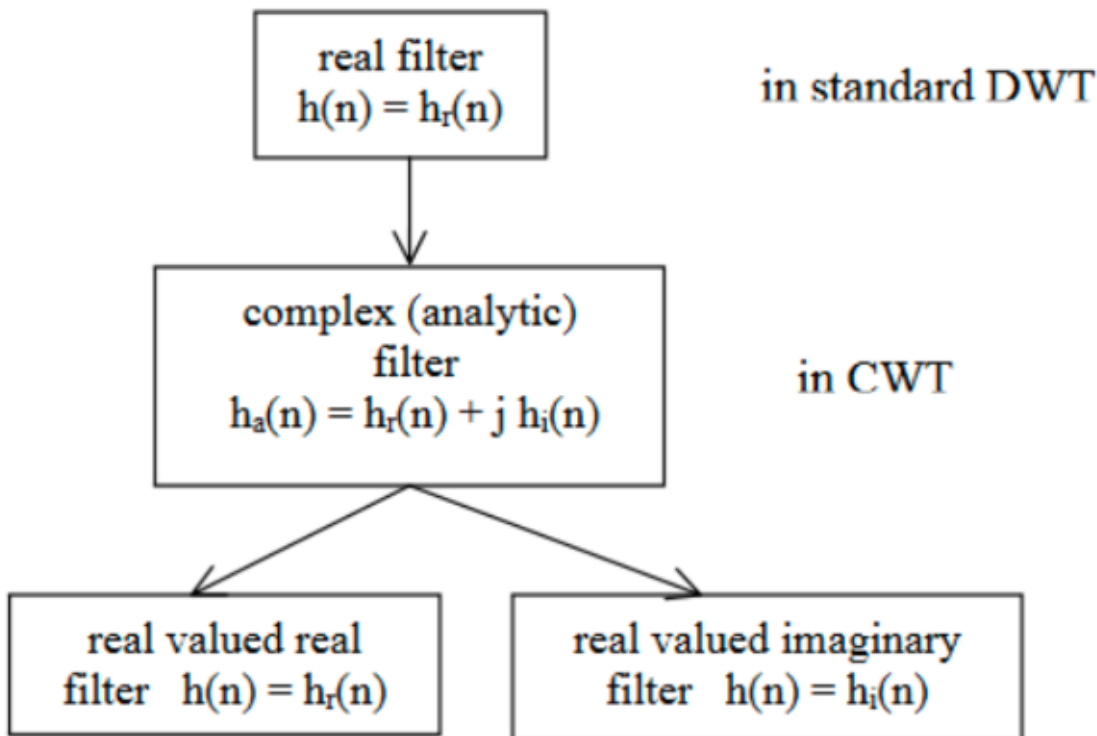 real filter
h(n) = hᵣ(n)
in standard DWT
complex (analytic)
filter
hₐ(n) = hᵣ(n) + j hᵢ(n)
in CWT
real valued real
filter h(n) = hᵣ(n)
real valued imaginary
filter h(n) = hᵢ(n)